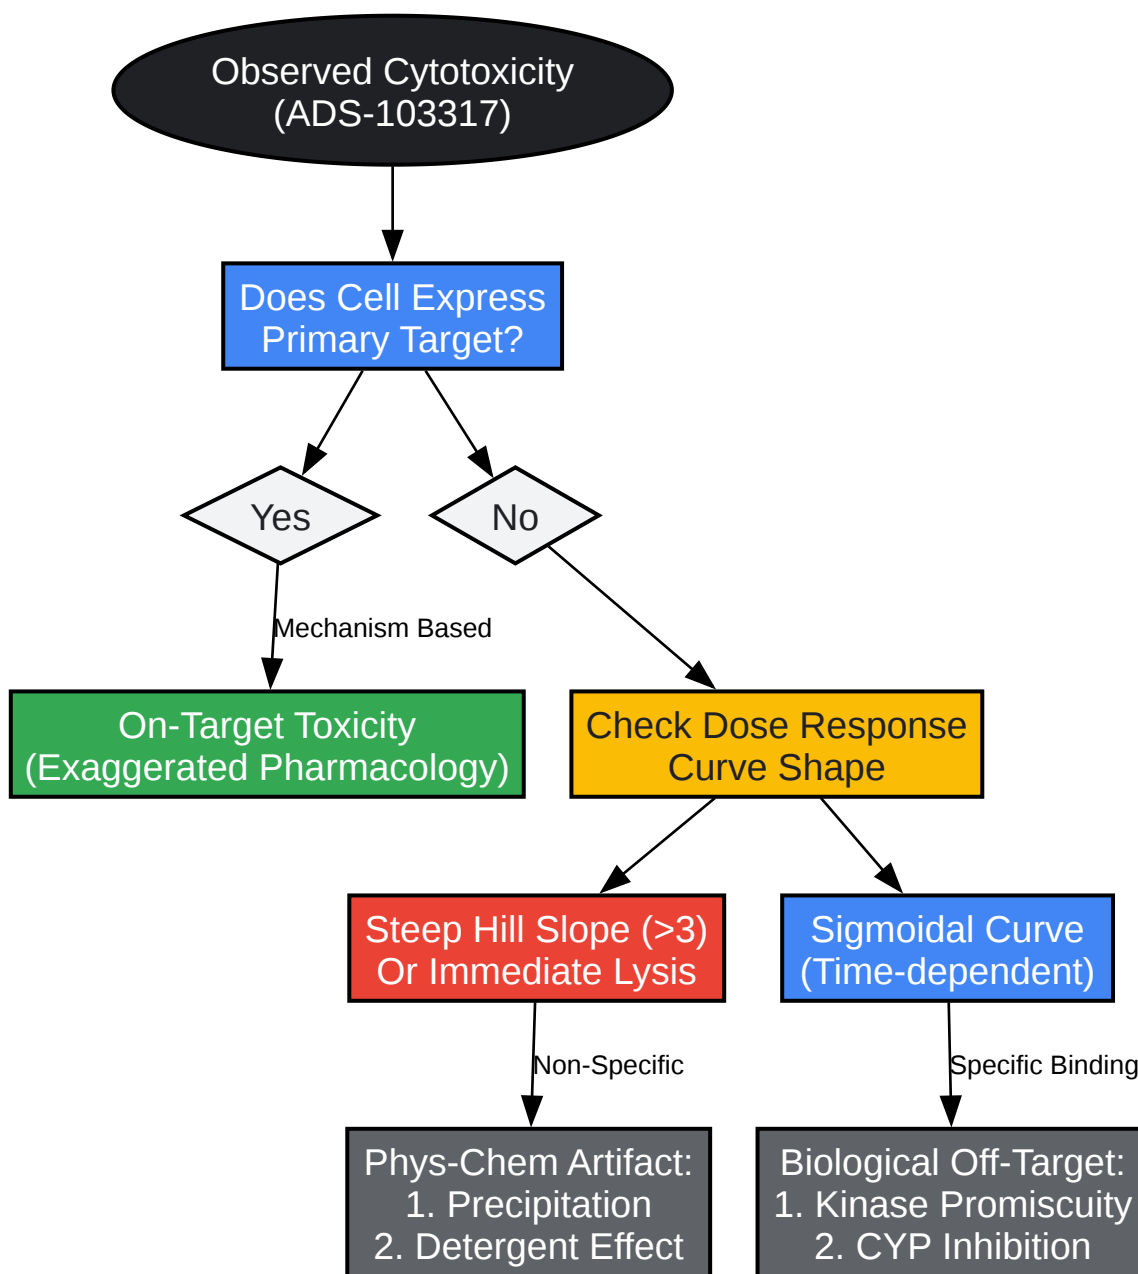 Observed Cytotoxicity
(ADS-103317)
Does Cell Express
Primary Target?
Yes
No
Mechanism Based
On-Target Toxicity
(Exaggerated Pharmacology)
Check Dose Response
Curve Shape
Steep Hill Slope (>3)
Or Immediate Lysis
Sigmoidal Curve
(Time-dependent)
Non-Specific
Specific Binding
Phys-Chem Artifact:
1. Precipitation
2. Detergent Effect
Biological Off-Target:
1. Kinase Promiscuity
2. CYP Inhibition